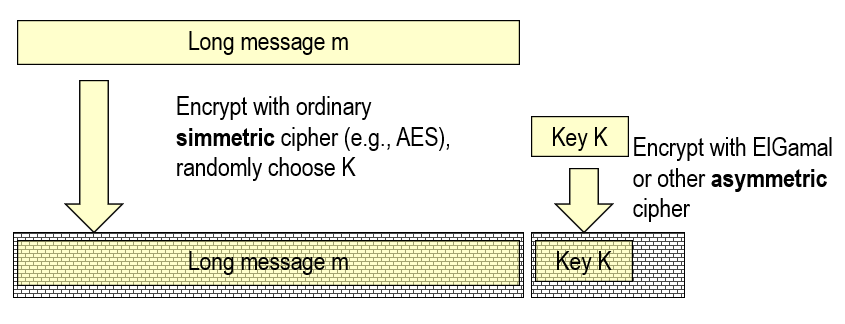 Long message m
Encrypt with ordinary
simmetric cipher (e.g., AES),
randomly choose K
Key K
Encrypt with ElGamal
or other asymmetric
cipher
Long message m
Key K